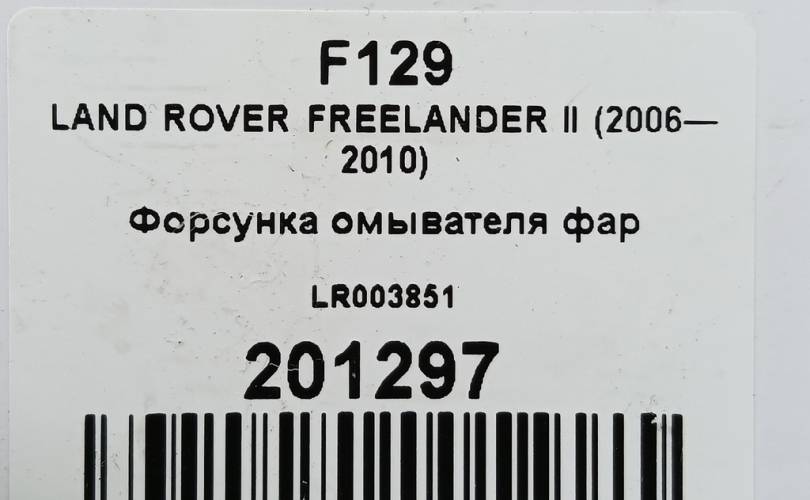 F129
LAND ROVER FREELANDER II (2006—
2010)
Форсунка омывателя фар
LR003851
201297